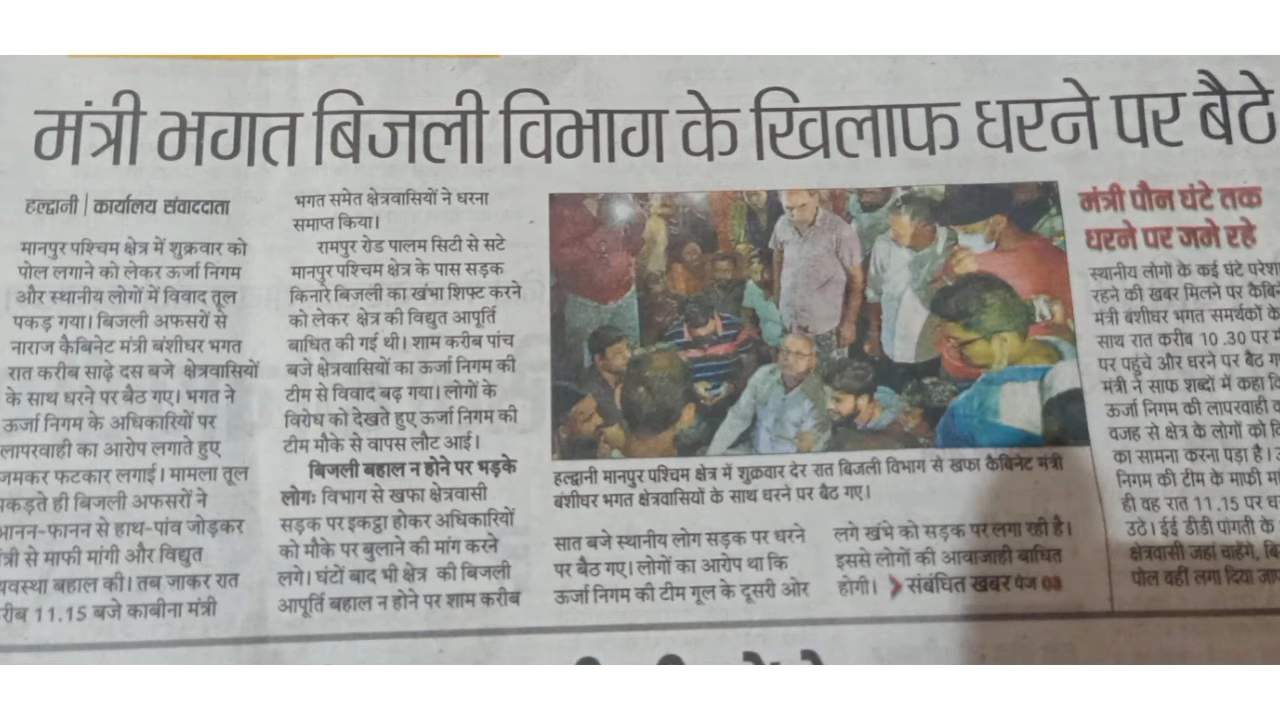 मंत्री भगत बिजली विभाग के खिलाफ धरने पर बैठे
हल्द्वानी | कार्यालय संवाददाता
मानपुर पश्चिम क्षेत्र में शुक्रवार को
पोल लगाने को लेकर ऊर्जा निगम
और स्थानीय लोगों में विवाद तूल
पकड़ गया। बिजली अफसरों से
नाराज कैबिनेट मंत्री बंशीधर भगत
रात करीब साढ़े दस बजे क्षेत्रवासियों
के साथ धरने पर बैठ गए। भगत ने
ऊर्जा निगम के अधिकारियों पर
लापरवाही का आरोप लगाते हुए
जमकर फटकार लगाई। मामला तूल
पकड़ते ही बिजली अफसरों ने
आनन-फानन से हाथ-पांव जोड़कर
मंत्री से माफी मांगी और विद्युत
व्यवस्था बहाल की। तब जाकर रात
करीब 11.15 बजे काबीना मंत्री
भगत समेत क्षेत्रवासियों ने धरना
समाप्त किया।
रामपुर रोड पालम सिटी से सटे
मानपुर पश्चिम क्षेत्र के पास सड़क
किनारे बिजली का खंभा शिफ्ट करने
को लेकर क्षेत्र की विद्युत आपूर्ति
बाधित की गई थी। शाम करीब पांच
बजे क्षेत्रवासियों का ऊर्जा निगम की
टीम से विवाद बढ़ गया। लोगों के
विरोध को देखते हुए ऊर्जा निगम की
टीम मौके से वापस लौट आई।
बिजली बहाल न होने पर भड़के
लोगः विभाग से खफा क्षेत्रवासी
सड़क पर इकट्ठा होकर अधिकारियों
को मौके पर बुलाने की मांग करने
लगे। घंटों बाद भी क्षेत्र की बिजली
आपूर्ति बहाल न होने पर शाम करीब
हल्द्वानी मानपुर पश्चिम क्षेत्र में शुक्रवार देर रात बिजली विभाग से खफा कैबिनेट मंत्री
बंशीधर भगत क्षेत्रवासियों के साथ धरने पर बैठ गए।
सात बजे स्थानीय लोग सड़क पर धरने
पर बैठ गए। लोगों का आरोप था कि
ऊर्जा निगम की टीम गूल के दूसरी ओर
लगे खंभे को सड़क पर लगा रही है।
इससे लोगों की आवाजाही बाधित
होगी। संबंधित खबर पेज 08
मंत्री पौन घंटे तक
धरने पर जमे रहे
स्थानीय लोगों के कई घंटे
रहने की खबर मिलने पर
मंत्री बंशीधर भगत समर्थकों के
साथ रात करीब 10.30 पर
पर पहुंचे और धरने पर बैठ
मंत्री ने साफ शब्दों में कहा
ऊर्जा निगम की लापरवाही
वजह से क्षेत्र के लोगों को
का सामना करना पड़ा है।
निगम की टीम के माफी
ही वह रात 11.15 पर
उठे। ईई डीडी पांगती के
क्षेत्रवासी जहां चाहेंगे,
पोल वहीं लगा दिया